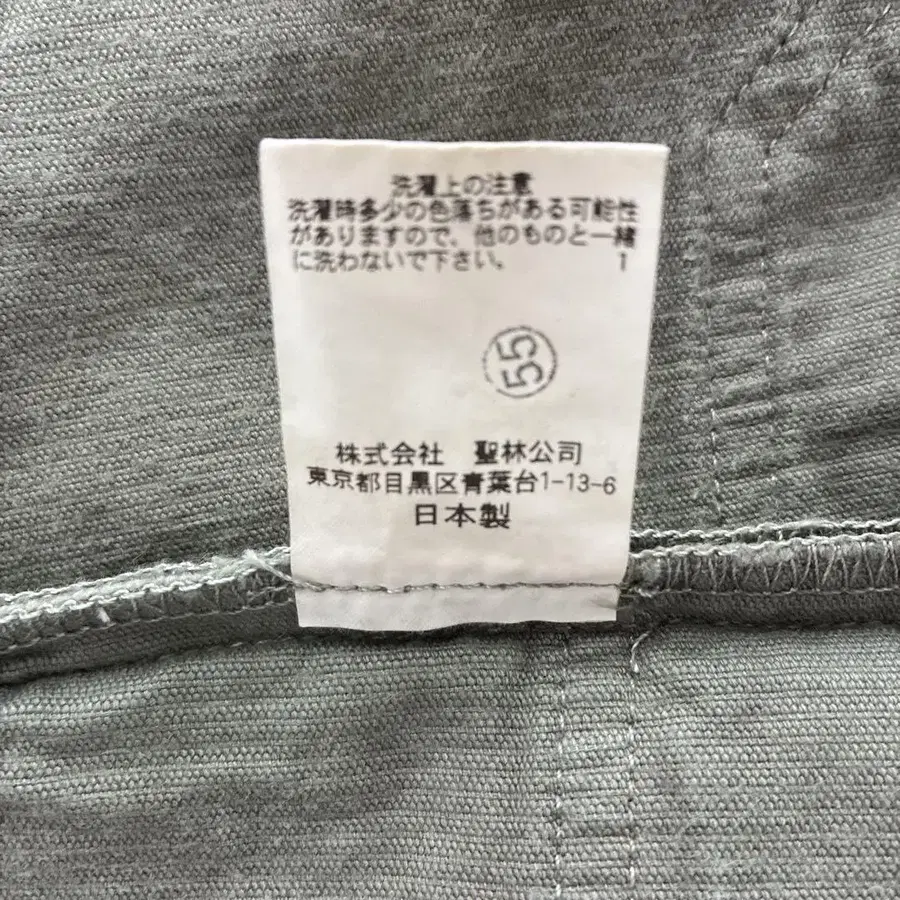 洗濯上の注意
洗濯時多少の色落ちがある可能性
がありますので、他のものと一緒
に洗わないで下さい。 1
55
株式会社 聖林公司
東京都目黒区青葉台1-13-6
日本製